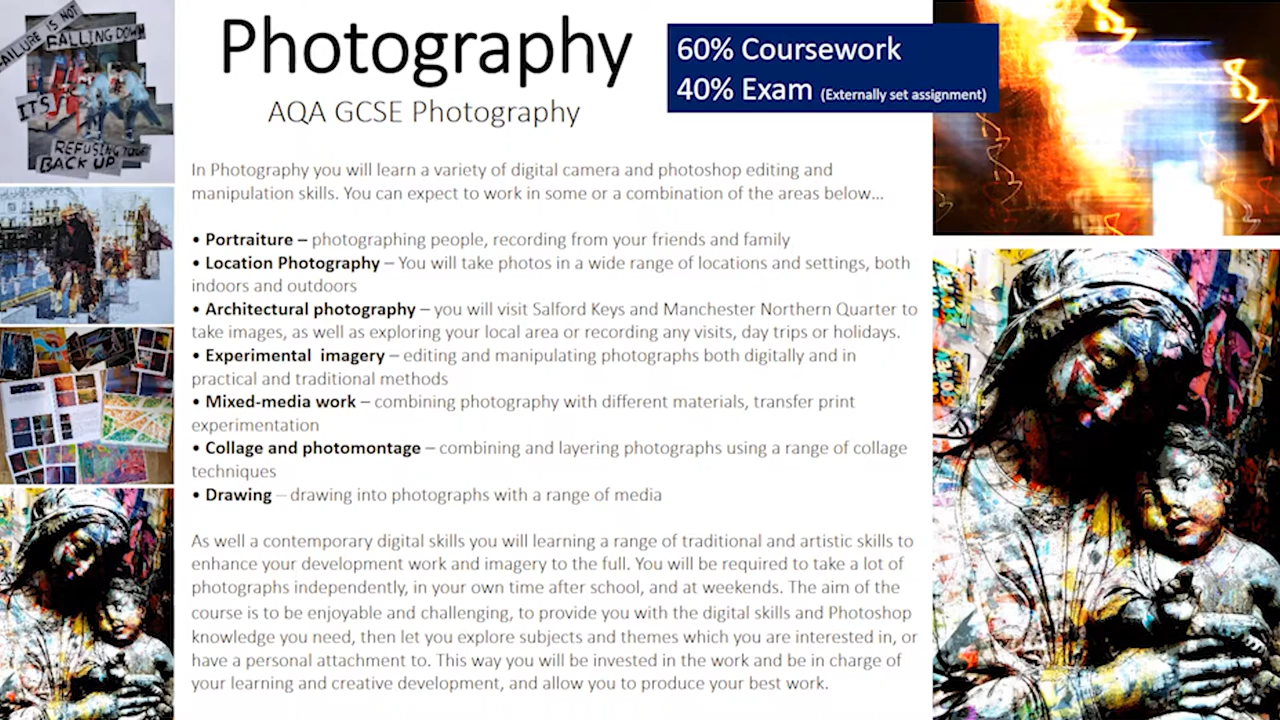 FAILURE IS NOT
FALLING DOWN
IT'S
REFUSING TO GET
BACK UP
Photography
AQA GCSE Photography
60% Coursework
40% Exam (Externally set assignment)
In Photography you will learn a variety of digital camera and photoshop editing and
manipulation skills. You can expect to work in some or a combination of the areas below...
• Portraiture – photographing people, recording from your friends and family
• Location Photography – You will take photos in a wide range of locations and settings, both
indoors and outdoors
• Architectural photography – you will visit Salford Keys and Manchester Northern Quarter to
take images, as well as exploring your local area or recording any visits, day trips or holidays.
• Experimental imagery – editing and manipulating photographs both digitally and in
practical and traditional methods
• Mixed-media work – combining photography with different materials, transfer print
experimentation
• Collage and photomontage – combining and layering photographs using a range of collage
techniques
• Drawing – drawing into photographs with a range of media
As well a contemporary digital skills you will learning a range of traditional and artistic skills to
enhance your development work and imagery to the full. You will be required to take a lot of
photographs independently, in your own time after school, and at weekends. The aim of the
course is to be enjoyable and challenging, to provide you with the digital skills and Photoshop
knowledge you need, then let you explore subjects and themes which you are interested in, or
have a personal attachment to. This way you will be invested in the work and be in charge of
your learning and creative development, and allow you to produce your best work.